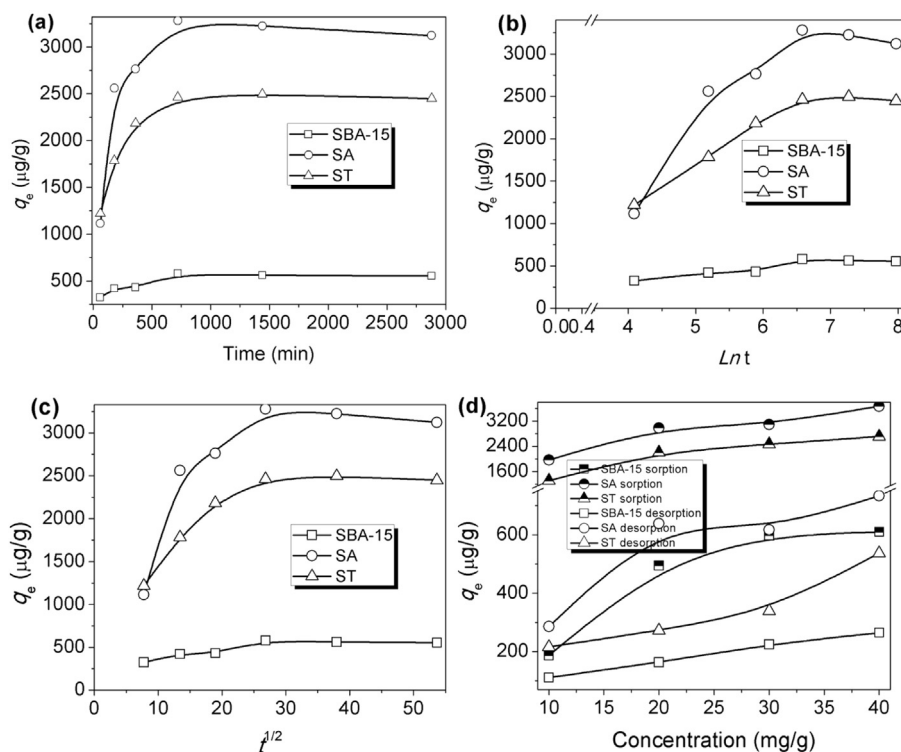 (a)
3000
2500
2000
1500
1000
500
qe (µg/g)
SBA-15
SA
ST
0 500 1000 1500 2000 2500 3000
Time (min)
(b)
3500
3000
2500
2000
1500
1000
500
0
qe (µg/g)
SBA-15
SA
ST
0.00.4 4 5 6 7 8
Ln t
(c)
3000
2500
2000
1500
1000
500
0
qe (µg/g)
SBA-15
SA
ST
0 10 20 30 40 50
t1/2
(d)
3200
2400
1600
600
400
200
qe (µg/g)
SBA-15 sorption
SA sorption
ST sorption
SBA-15 desorption
SA desorption
ST desorption
10 15 20 25 30 35 40
Concentration (mg/g)